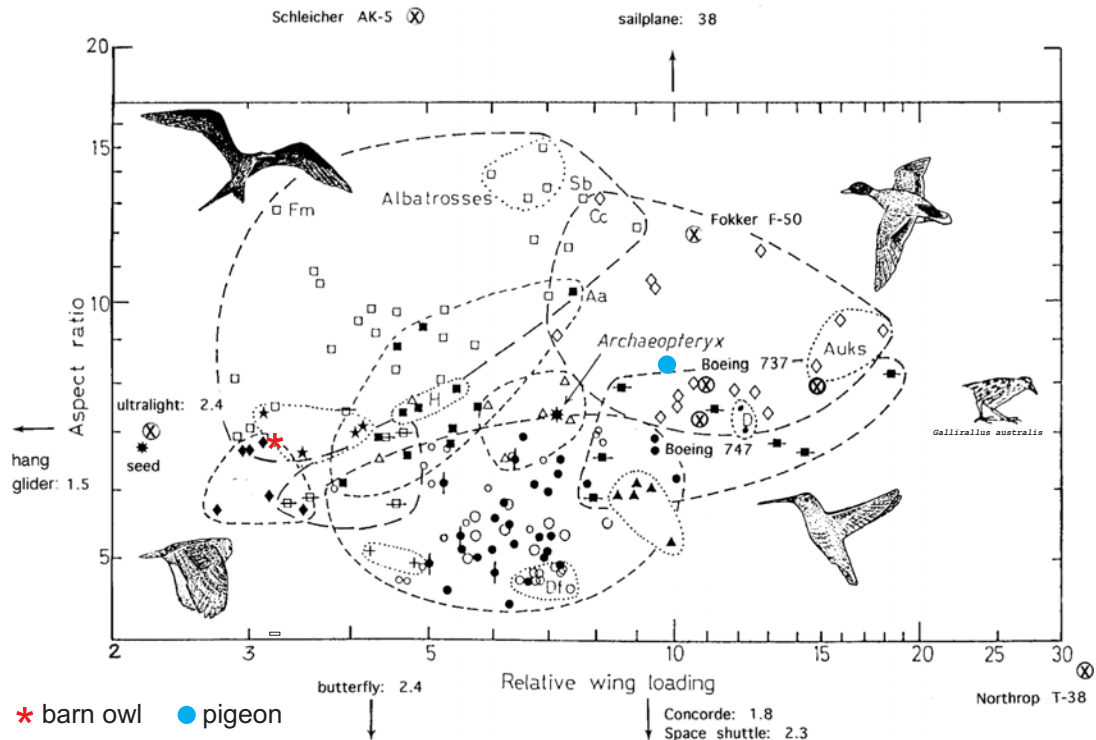 Schleicher AK-5
sailplane: 38
20
15
Fm
Albatrosses
Sb
Cc
Fokker F-50
10
Aspect ratio
Aa
Archaeopteryx
Boeing 737
Auks
ultralight: 2.4
H
D
Gallirallus australis
seed
Boeing 747
hang
glider: 1.5
5
Dfo
2
3
4
5
10
15
20
30
butterfly: 2.4
Relative wing loading
Northrop T-38
barn owl
pigeon
Concorde: 1.8
Space shuttle: 2.3